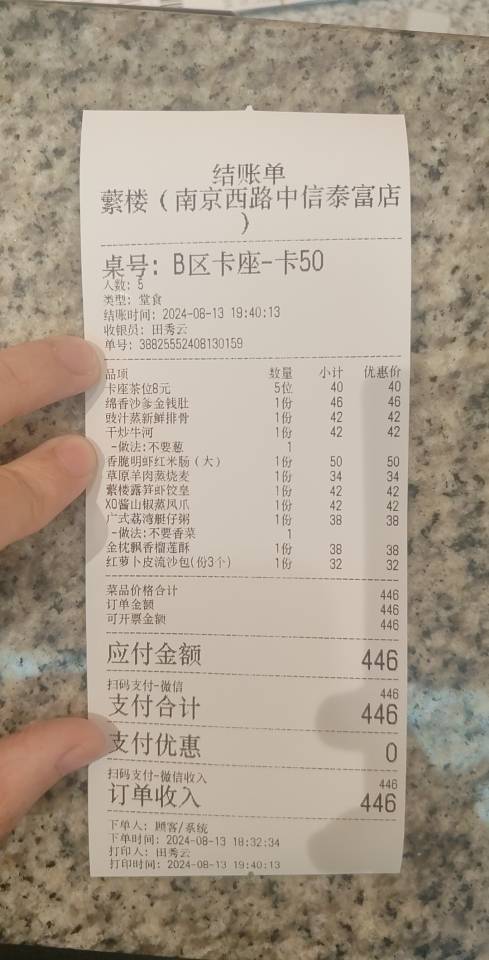 结账单
蘩楼（南京西路中信泰富店
）
桌号: B区卡座-卡50
人数: 5
类型: 堂食
结账时间: 2024-08-13 19:40:13
收银员: 田秀云
单号: 38825552408130159
品项 数量 小计 优惠价
卡座茶位8元 5位 40 40
绵香沙爹金钱肚 1份 46 46
豉汁蒸新鲜排骨 1份 42 42
干炒牛河 1份 42 42
-做法:不要葱 1
香脆明虾红米肠（大） 1份 50 50
草原羊肉蒸烧麦 1份 34 34
蘩楼露笋虾饺皇 1份 42 42
XO酱山椒蒸凤爪 1份 42 42
广式荔湾艇仔粥 1份 38 38
-做法:不要香菜 1
金枕飘香榴莲酥 1份 38 38
红萝卜皮流沙包(份3个) 1份 32 32
菜品价格合计 446
订单金额 446
可开票金额 446
应付金额 446
扫码支付-微信 446
支付合计 446
支付优惠 0
扫码支付-微信收入 446
订单收入 446
下单人: 顾客/系统
下单时间: 2024-08-13 18:32:34
打印人: 田秀云
打印时间: 2024-08-13 19:40:13